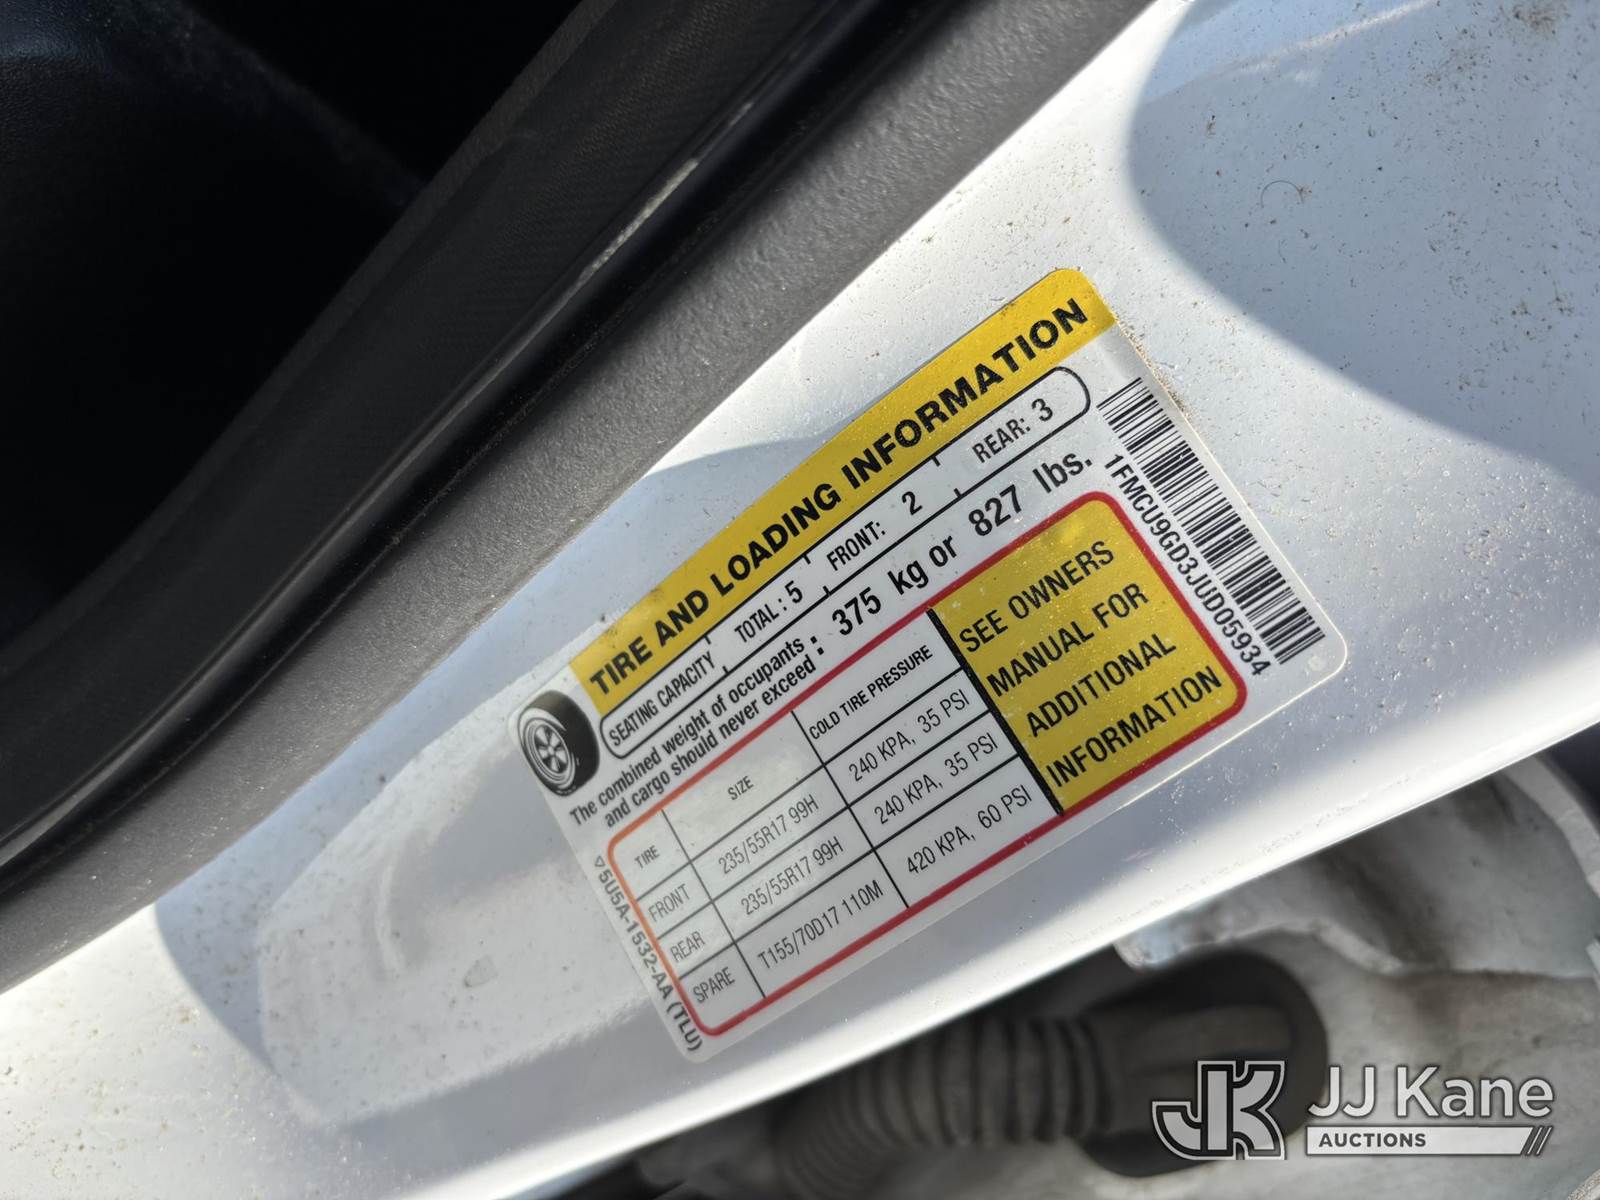 TIRE AND LOADING INFORMATION
SEATING CAPACITY TOTAL: 5 FRONT: 2 REAR: 3
The combined weight of occupants
and cargo should never exceed : 375 kg or 827 lbs.
TIRE SIZE COLD TIRE PRESSURE
FRONT 235/55R17 99H 240 KPA, 35 PSI
REAR 235/55R17 99H 240 KPA, 35 PSI
SPARE T155/70D17 110M 420 KPA, 60 PSI
SEE OWNERS
MANUAL FOR
ADDITIONAL
INFORMATION
1FMCU9GD3JUD05934
5U5A-1532-AA (TLU)
JK JJ Kane
AUCTIONS